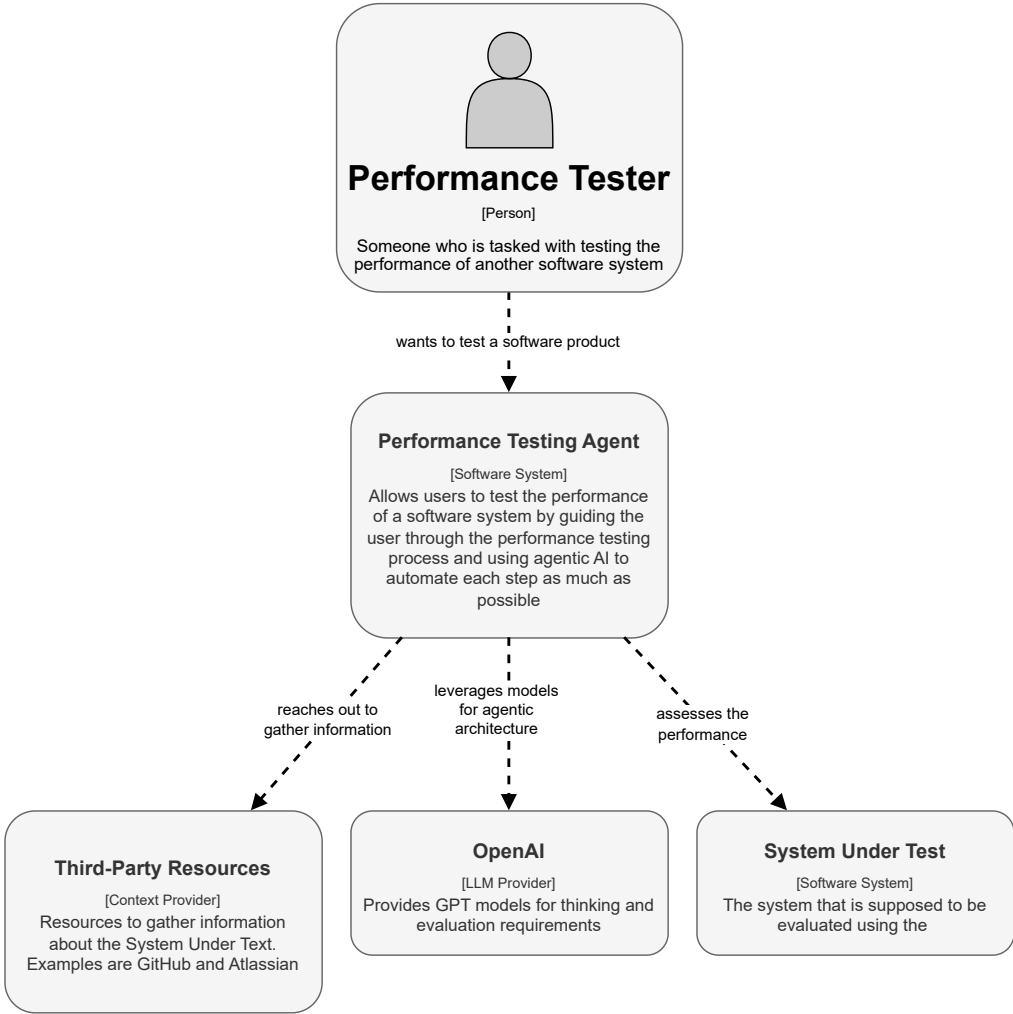 Performance Tester
[Person]
Someone who is tasked with testing the
performance of another software system
wants to test a software product
Performance Testing Agent
[Software System]
Allows users to test the performance
of a software system by guiding the
user through the performance testing
process and using agentic AI to
automate each step as much as
possible
reaches out to
gather information
leverages models
for agentic
architecture
assesses the
performance
Third-Party Resources
[Context Provider]
Resources to gather information
about the System Under Text.
Examples are GitHub and Atlassian
OpenAI
[LLM Provider]
Provides GPT models for thinking and
evaluation requirements
System Under Test
[Software System]
The system that is supposed to be
evaluated using the